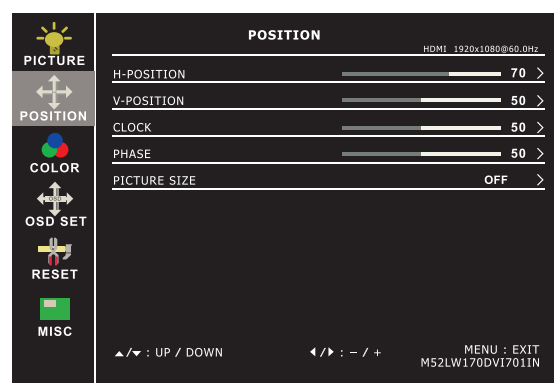 PICTURE
POSITION
COLOR
OSD
OSD SET
RESET
MISC
POSITION
HDMI 1920x1080@60.0Hz
H-POSITION 70 >
V-POSITION 50 >
CLOCK 50 >
PHASE 50 >
PICTURE SIZE OFF >
▲/▼ : UP / DOWN ◀/▶ : - / + MENU : EXIT
M52LW170DVI701IN